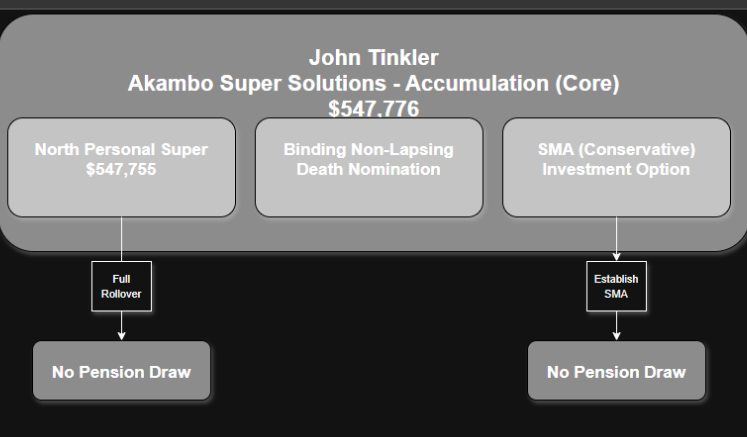 John Tinkler
Akambo Super Solutions - Accumulation (Core)
$547,776
North Personal Super
$547,755
Binding Non-Lapsing
Death Nomination
SMA (Conservative)
Investment Option
Full
Rollover
Establish
SMA
No Pension Draw
No Pension Draw